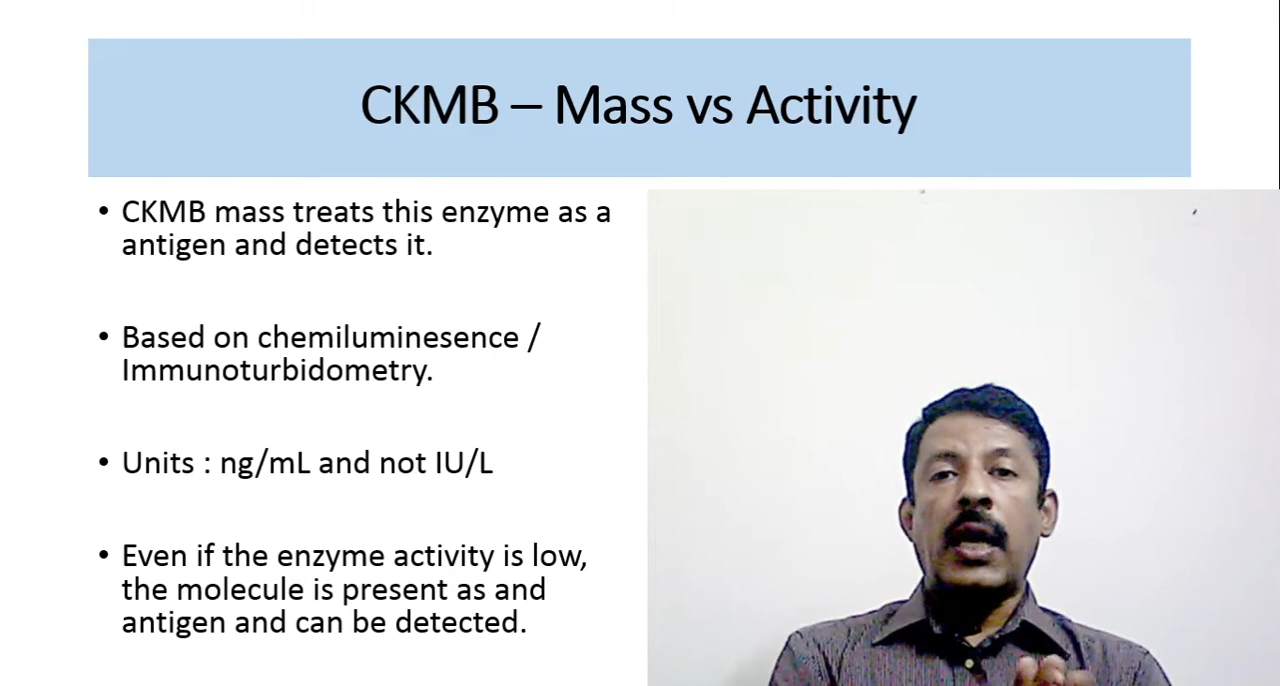 CKMB – Mass vs Activity
• CKMB mass treats this enzyme as a
antigen and detects it.
• Based on chemiluminesence /
Immunoturbidometry.
• Units : ng/mL and not IU/L
• Even if the enzyme activity is low,
the molecule is present as and
antigen and can be detected.